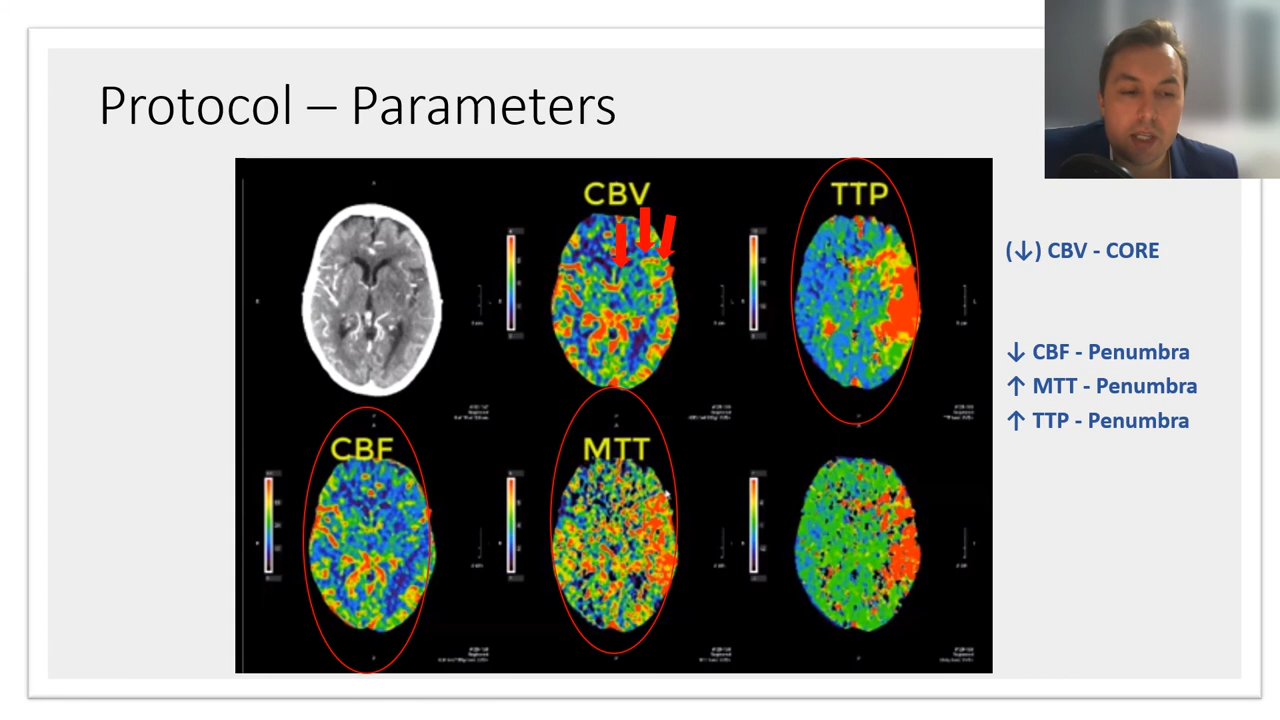 Protocol – Parameters
CBV
TTP
(↓) CBV - CORE
↓ CBF - Penumbra
↑ MTT - Penumbra
↑ TTP - Penumbra
CBF
MTT